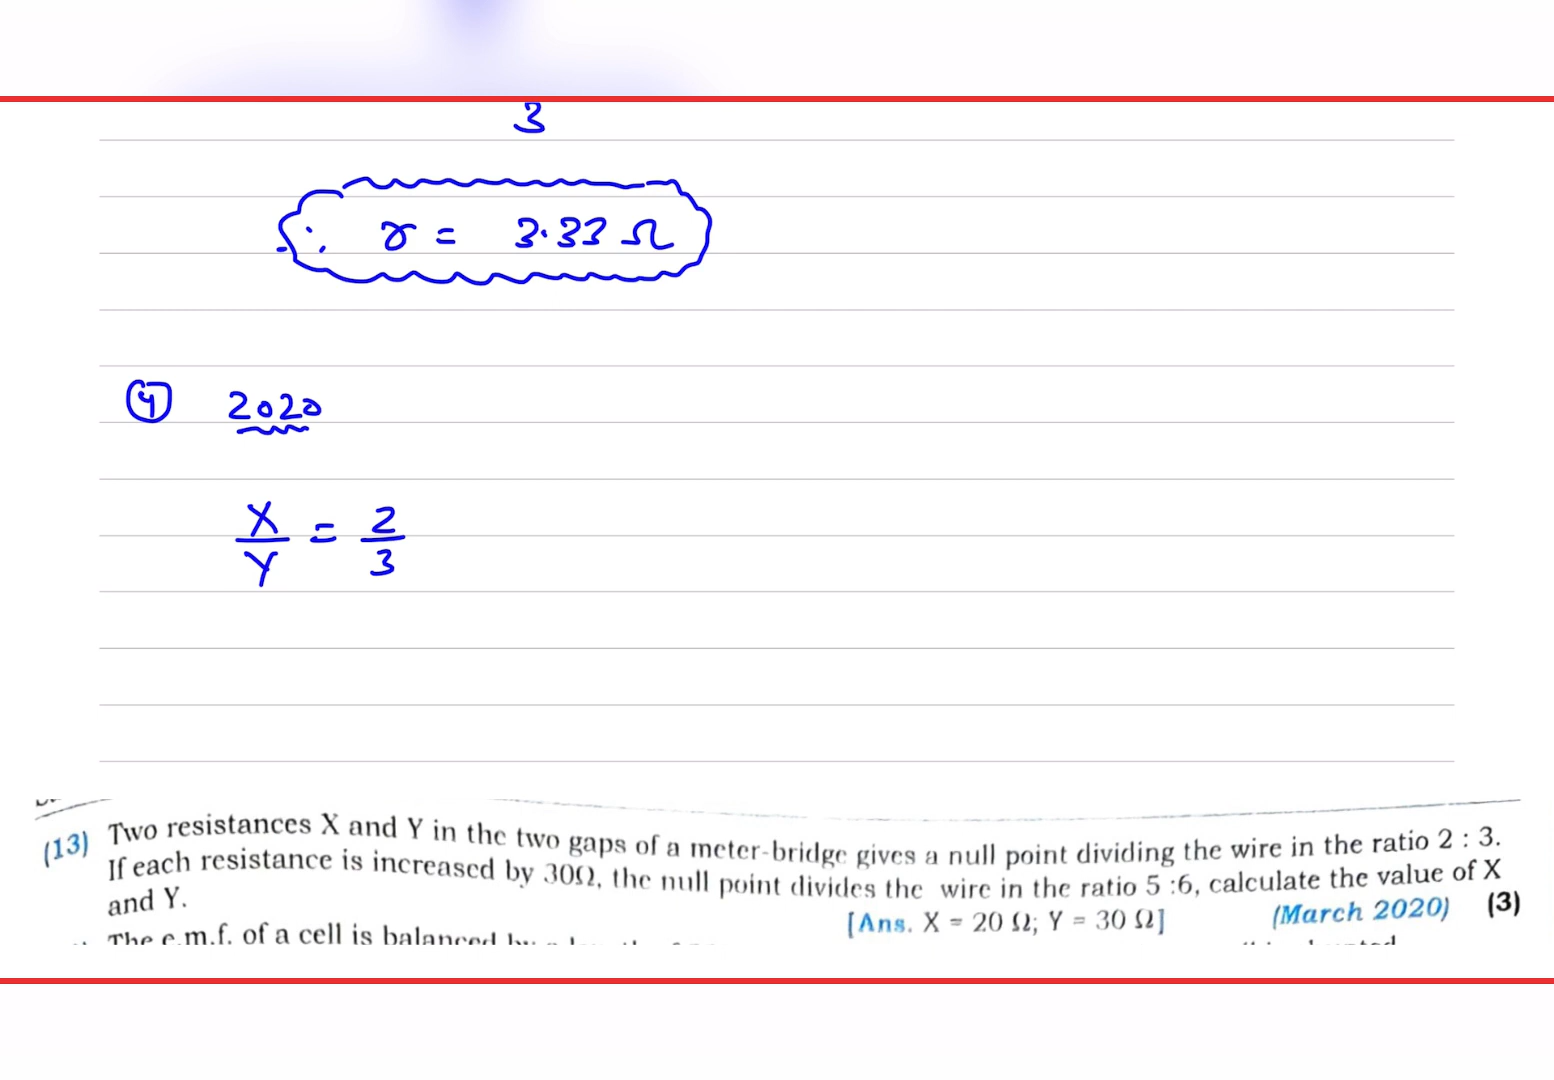 3
∴ r = 3.33 Ω
④ 2020
X/Y = 2/3
(13) Two resistances X and Y in the two gaps of a meter-bridge gives a null point dividing the wire in the ratio 2 : 3.
If each resistance is increased by 30Ω, the null point divides the wire in the ratio 5 :6, calculate the value of X
and Y.
[Ans. X = 20 Ω; Y = 30 Ω] (March 2020) (3)
The e.m.f. of a cell is balanced